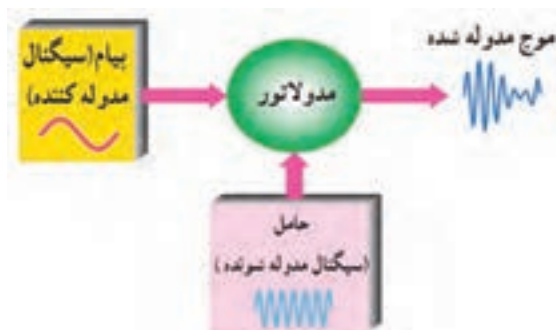 موج مدوله شده
پیام (سیگنال
مدوله کننده)
مدولاتور
حامل
(سیگنال مدوله شونده)